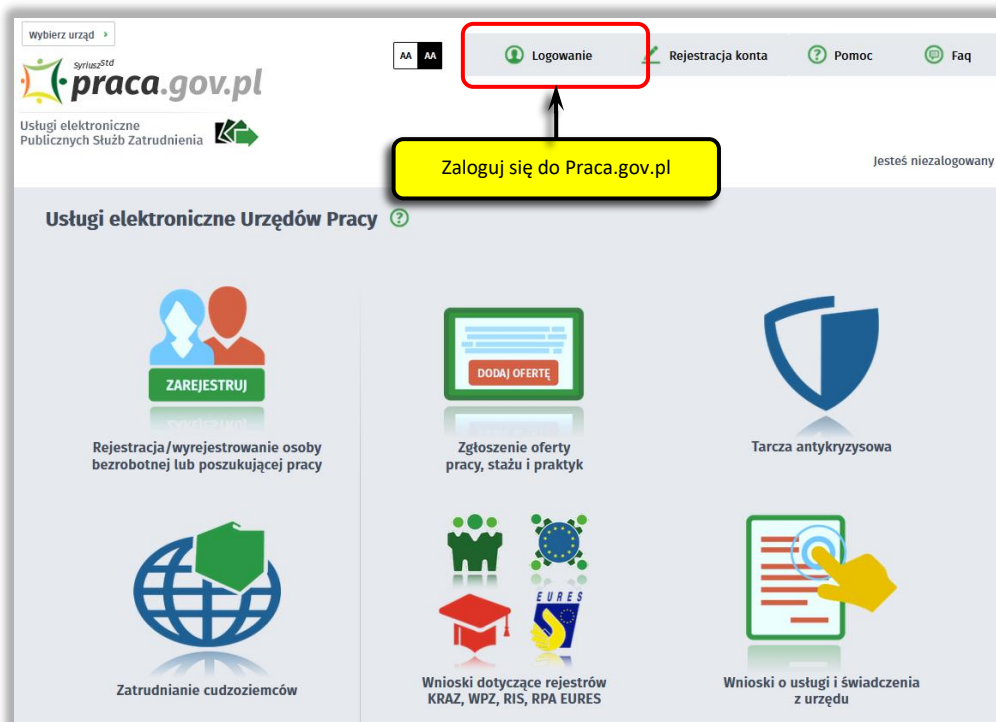 Wybierz urząd
AA AA
Logowanie
Rejestracja konta
Pomoc
Faq
Syriusz Std
praca.gov.pl
Usługi elektroniczne
Publicznych Służb Zatrudnienia
Zaloguj się do Praca.gov.pl
Jesteś niezalogowany
Usługi elektroniczne Urzędów Pracy
ZAREJESTRUJ
Rejestracja/wyrejestrowanie osoby
bezrobotnej lub poszukującej pracy
DODAJ OFERTĘ
Zgłoszenie oferty
pracy, stażu i praktyk
Tarcza antykryzysowa
Zatrudnianie cudzoziemców
EURES
Wnioski dotyczące rejestrów
KRAZ, WPZ, RIS, RPA EURES
Wnioski o usługi i świadczenia
z urzędu